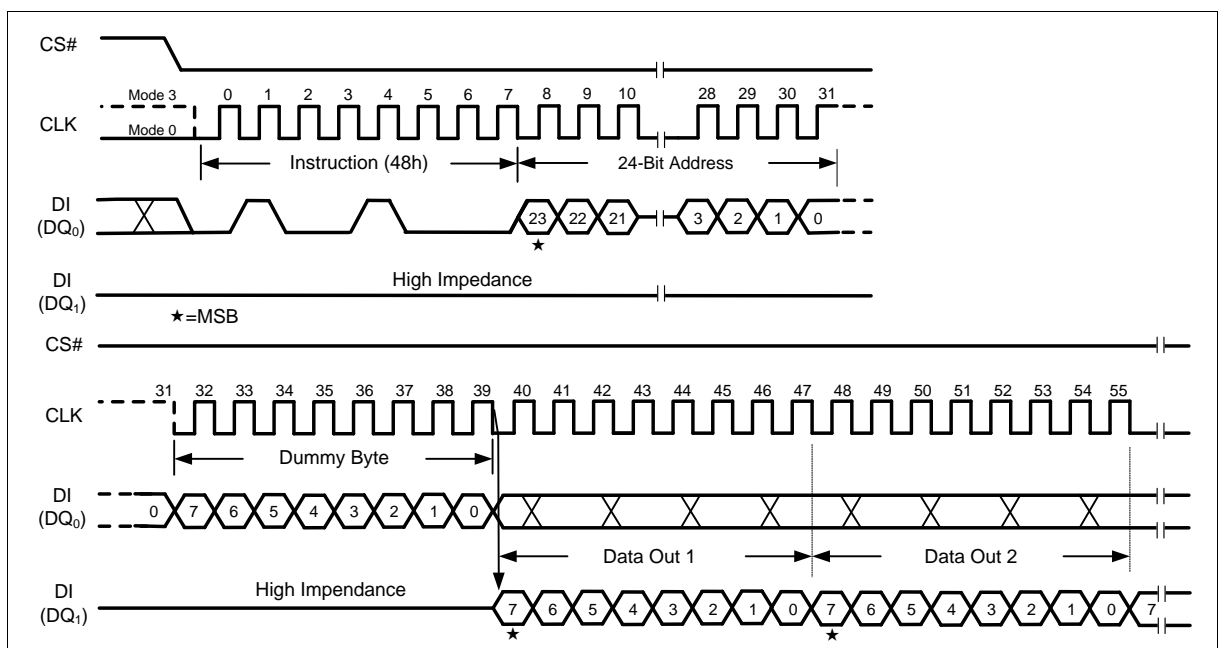 CS#
Mode 3
0 1 2 3 4 5 6 7 8 9 10 28 29 30 31
CLK
Mode 0
Instruction (48h)
24-Bit Address
DI
(DQ0)
23 22 21 3 2 1 0
★
DI
(DQ1)
High Impedance
★=MSB
CS#
31 32 33 34 35 36 37 38 39 40 41 42 43 44 45 46 47 48 49 50 51 52 53 54 55
CLK
Dummy Byte
DI
(DQ0)
0 7 6 5 4 3 2 1 0
Data Out 1
Data Out 2
DI
(DQ1)
High Impendance
7 6 5 4 3 2 1 0 7 6 5 4 3 2 1 0 7
★ ★